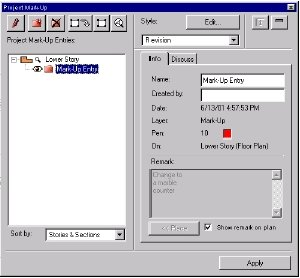 Project Mark-Up
Project Mark-Up Entries:
Lower Story
Mark-Up Entry
Sort by:
Stories & Sections
Style:
Edit...
Revision
Info
Discuss
Name:
Mark-Up Entry
Created by:
Date:
6/13/01 4:57:53 PM
Layer:
Mark-Up
Pen:
10
On:
Lower Story (Floor Plan)
Remark:
Change to
a marble
counter
<< Place
Show remark on plan
Apply